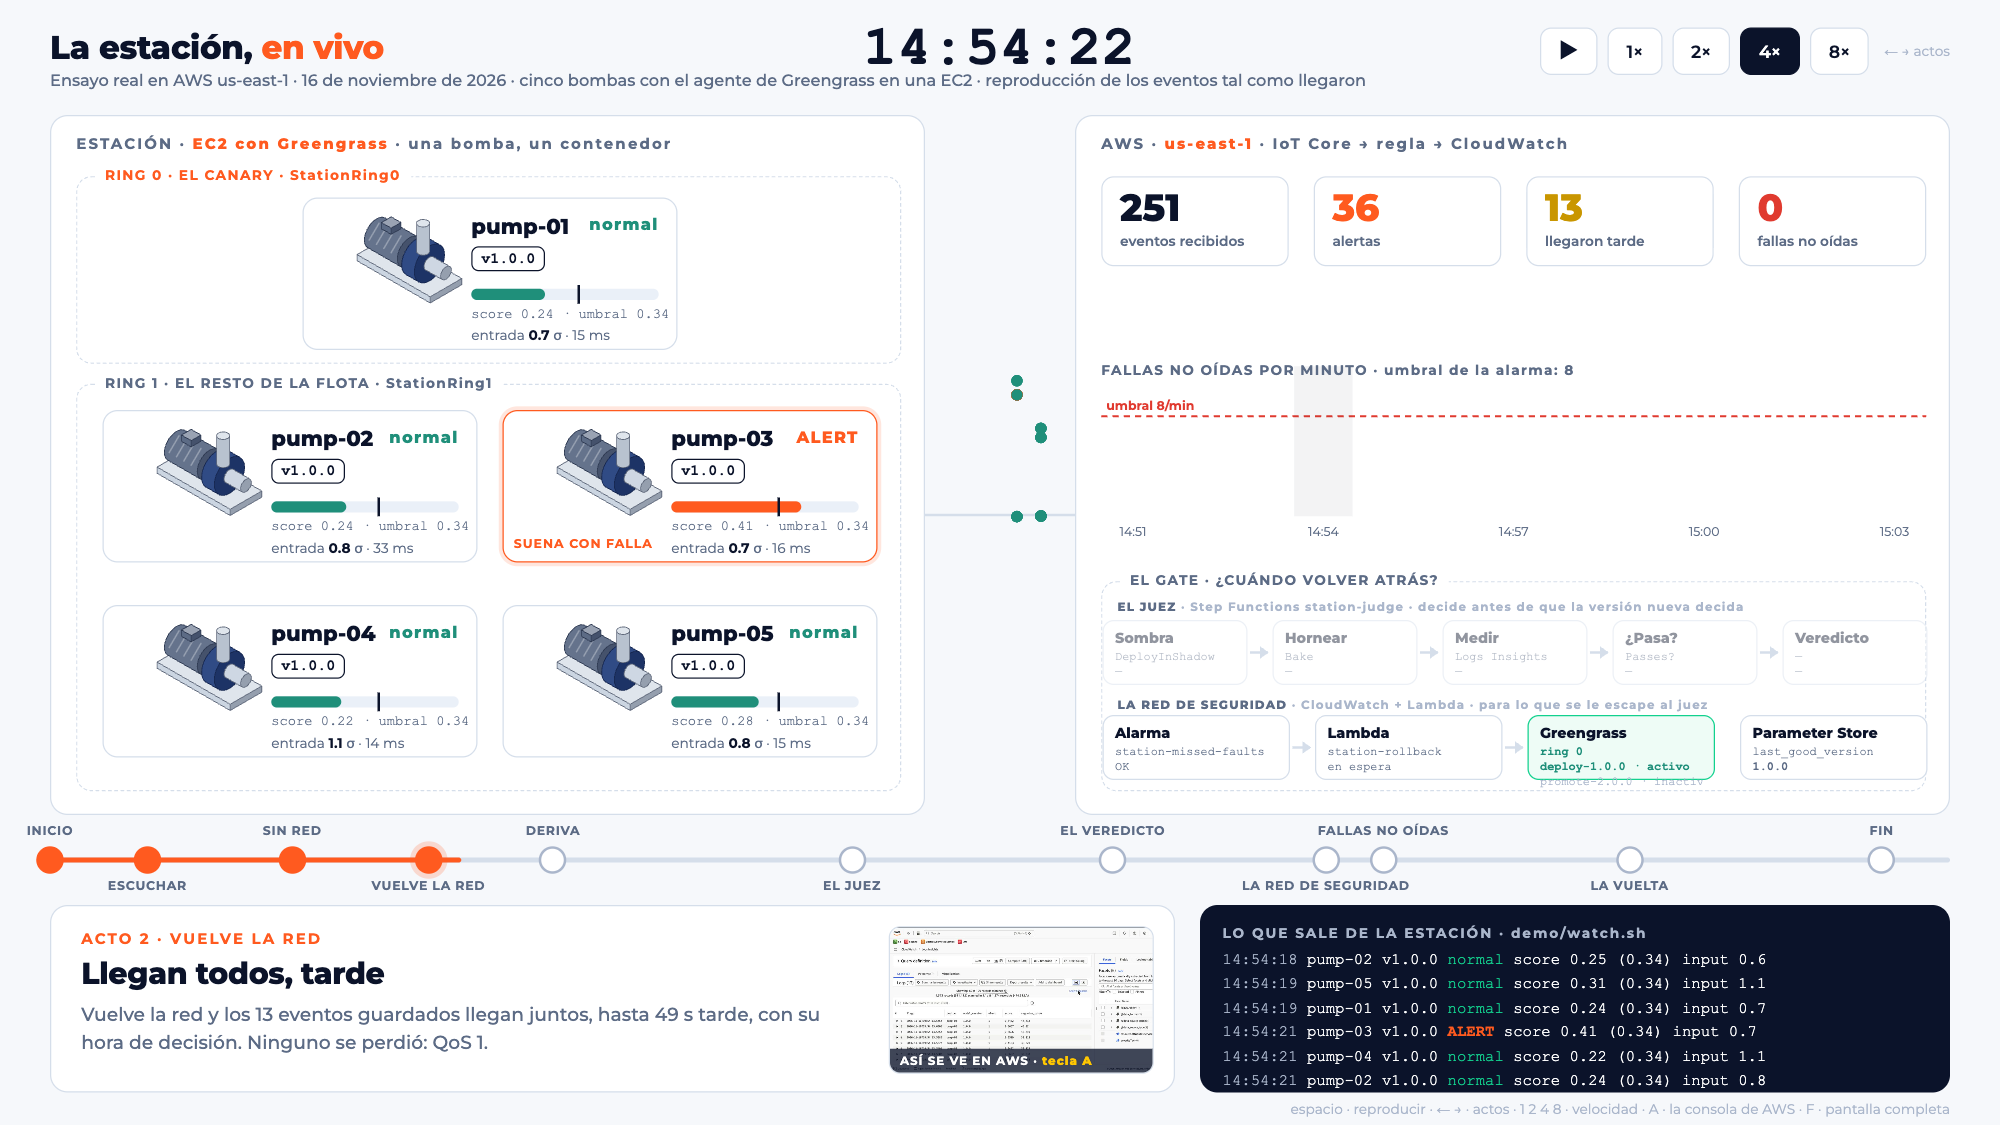 La estación, en vivo
14:54:22
▶ 1× 2× 4× 8× ← → actos
Ensayo real en AWS us-east-1 · 16 de noviembre de 2026 · cinco bombas con el agente de Greengrass en una EC2 · reproducción de los eventos tal como llegaron
ESTACIÓN · EC2 con Greengrass · una bomba, un contenedor
RING 0 · EL CANARY · StationRing0
pump-01 normal
v1.0.0
score 0.24 · umbral 0.34
entrada 0.7 σ · 15 ms
RING 1 · EL RESTO DE LA FLOTA · StationRing1
pump-02 normal
v1.0.0
score 0.24 · umbral 0.34
entrada 0.8 σ · 33 ms
pump-03 ALERT
v1.0.0
score 0.41 · umbral 0.34
SUENA CON FALLA
entrada 0.7 σ · 16 ms
pump-04 normal
v1.0.0
score 0.22 · umbral 0.34
entrada 1.1 σ · 14 ms
pump-05 normal
v1.0.0
score 0.28 · umbral 0.34
entrada 0.8 σ · 15 ms
AWS · us-east-1 · IoT Core → regla → CloudWatch
251
eventos recibidos
36
alertas
13
llegaron tarde
0
fallas no oídas
FALLAS NO OÍDAS POR MINUTO · umbral de la alarma: 8
umbral 8/min
14:51 14:54 14:57 15:00 15:03
EL GATE · ¿CUÁNDO VOLVER ATRÁS?
EL JUEZ · Step Functions station-judge · decide antes de que la versión nueva decida
Sombra
DeployInShadow
—
Hornear
Bake
—
Medir
Logs Insights
—
¿Pasa?
Passes?
—
Veredicto
—
—
LA RED DE SEGURIDAD · CloudWatch + Lambda · para lo que se le escape al juez
Alarma
station-missed-faults
OK
Lambda
station-rollback
en espera
Greengrass
ring 0
deploy-1.0.0 · activo
promote-2.0.0 · inactiv
Parameter Store
last_good_version
1.0.0
INICIO
ESCUCHAR
SIN RED
VUELVE LA RED
DERIVA
EL JUEZ
EL VEREDICTO
LA RED DE SEGURIDAD
FALLAS NO OÍDAS
LA VUELTA
FIN
ACTO 2 · VUELVE LA RED
Llegan todos, tarde
Vuelve la red y los 13 eventos guardados llegan juntos, hasta 49 s tarde, con su
hora de decisión. Ninguno se perdió: QoS 1.
ASÍ SE VE EN AWS · tecla A
LO QUE SALE DE LA ESTACIÓN · demo/watch.sh
14:54:18 pump-02 v1.0.0 normal score 0.25 (0.34) input 0.6
14:54:19 pump-05 v1.0.0 normal score 0.31 (0.34) input 1.1
14:54:19 pump-01 v1.0.0 normal score 0.24 (0.34) input 0.7
14:54:21 pump-03 v1.0.0 ALERT score 0.41 (0.34) input 0.7
14:54:21 pump-04 v1.0.0 normal score 0.22 (0.34) input 1.1
14:54:21 pump-02 v1.0.0 normal score 0.24 (0.34) input 0.8
espacio · reproducir · ← → · actos · 1 2 4 8 · velocidad · A · la consola de AWS · F · pantalla completa